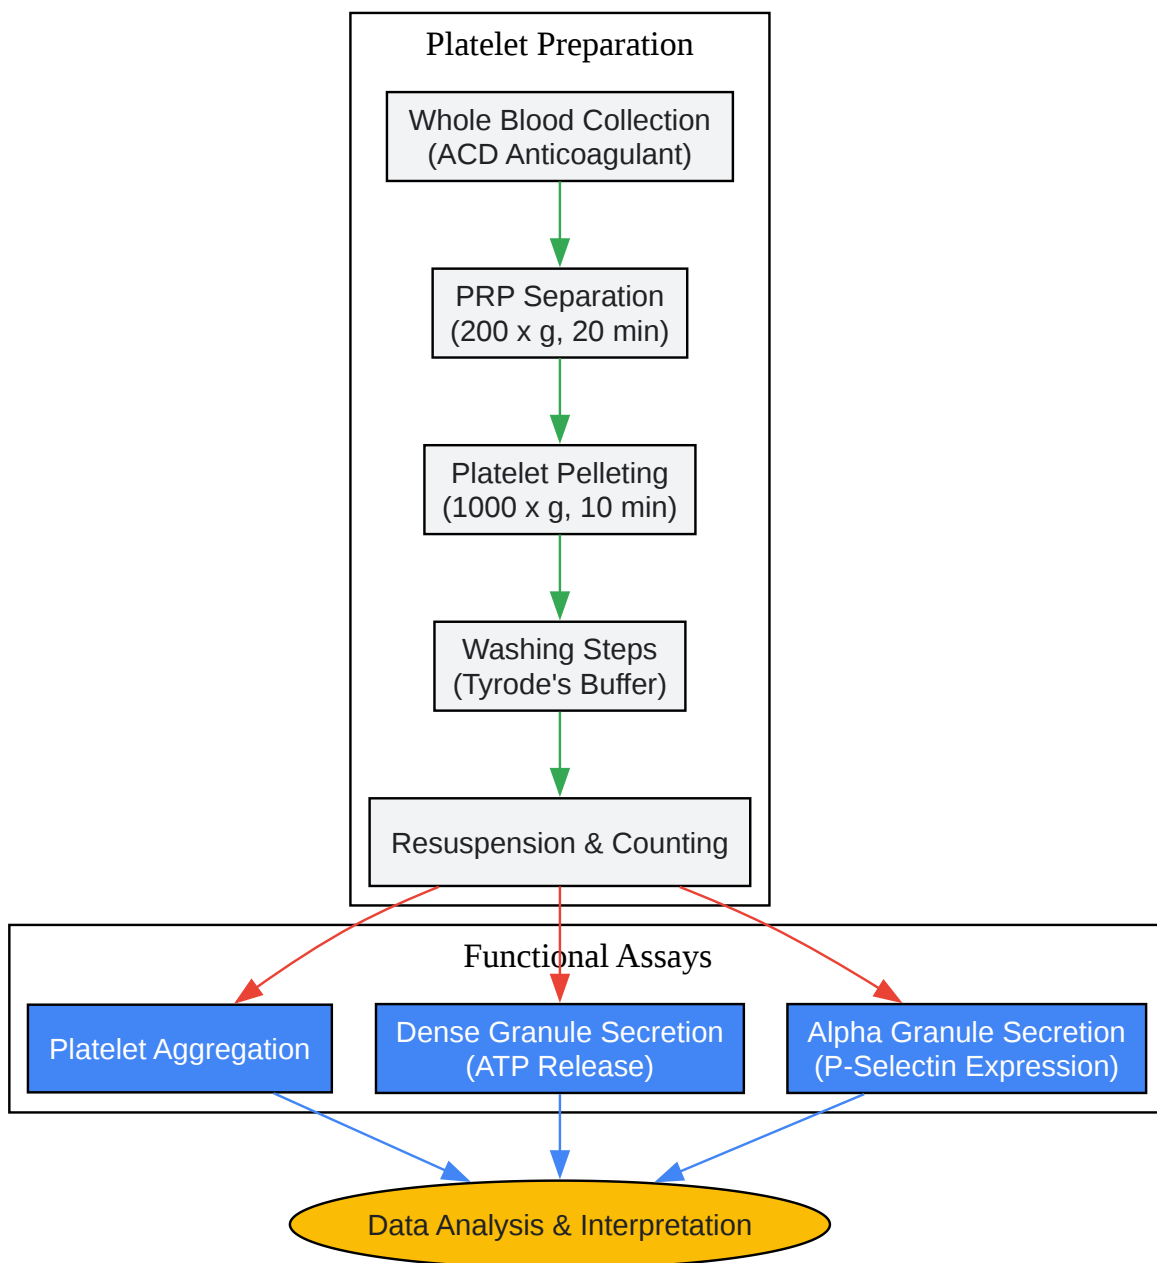 Platelet Preparation
Whole Blood Collection
(ACD Anticoagulant)
PRP Separation
(200 x g, 20 min)
Platelet Pelleting
(1000 x g, 10 min)
Washing Steps
(Tyrode's Buffer)
Resuspension & Counting
Functional Assays
Platelet Aggregation
Dense Granule Secretion
(ATP Release)
Alpha Granule Secretion
(P-Selectin Expression)
Data Analysis & Interpretation